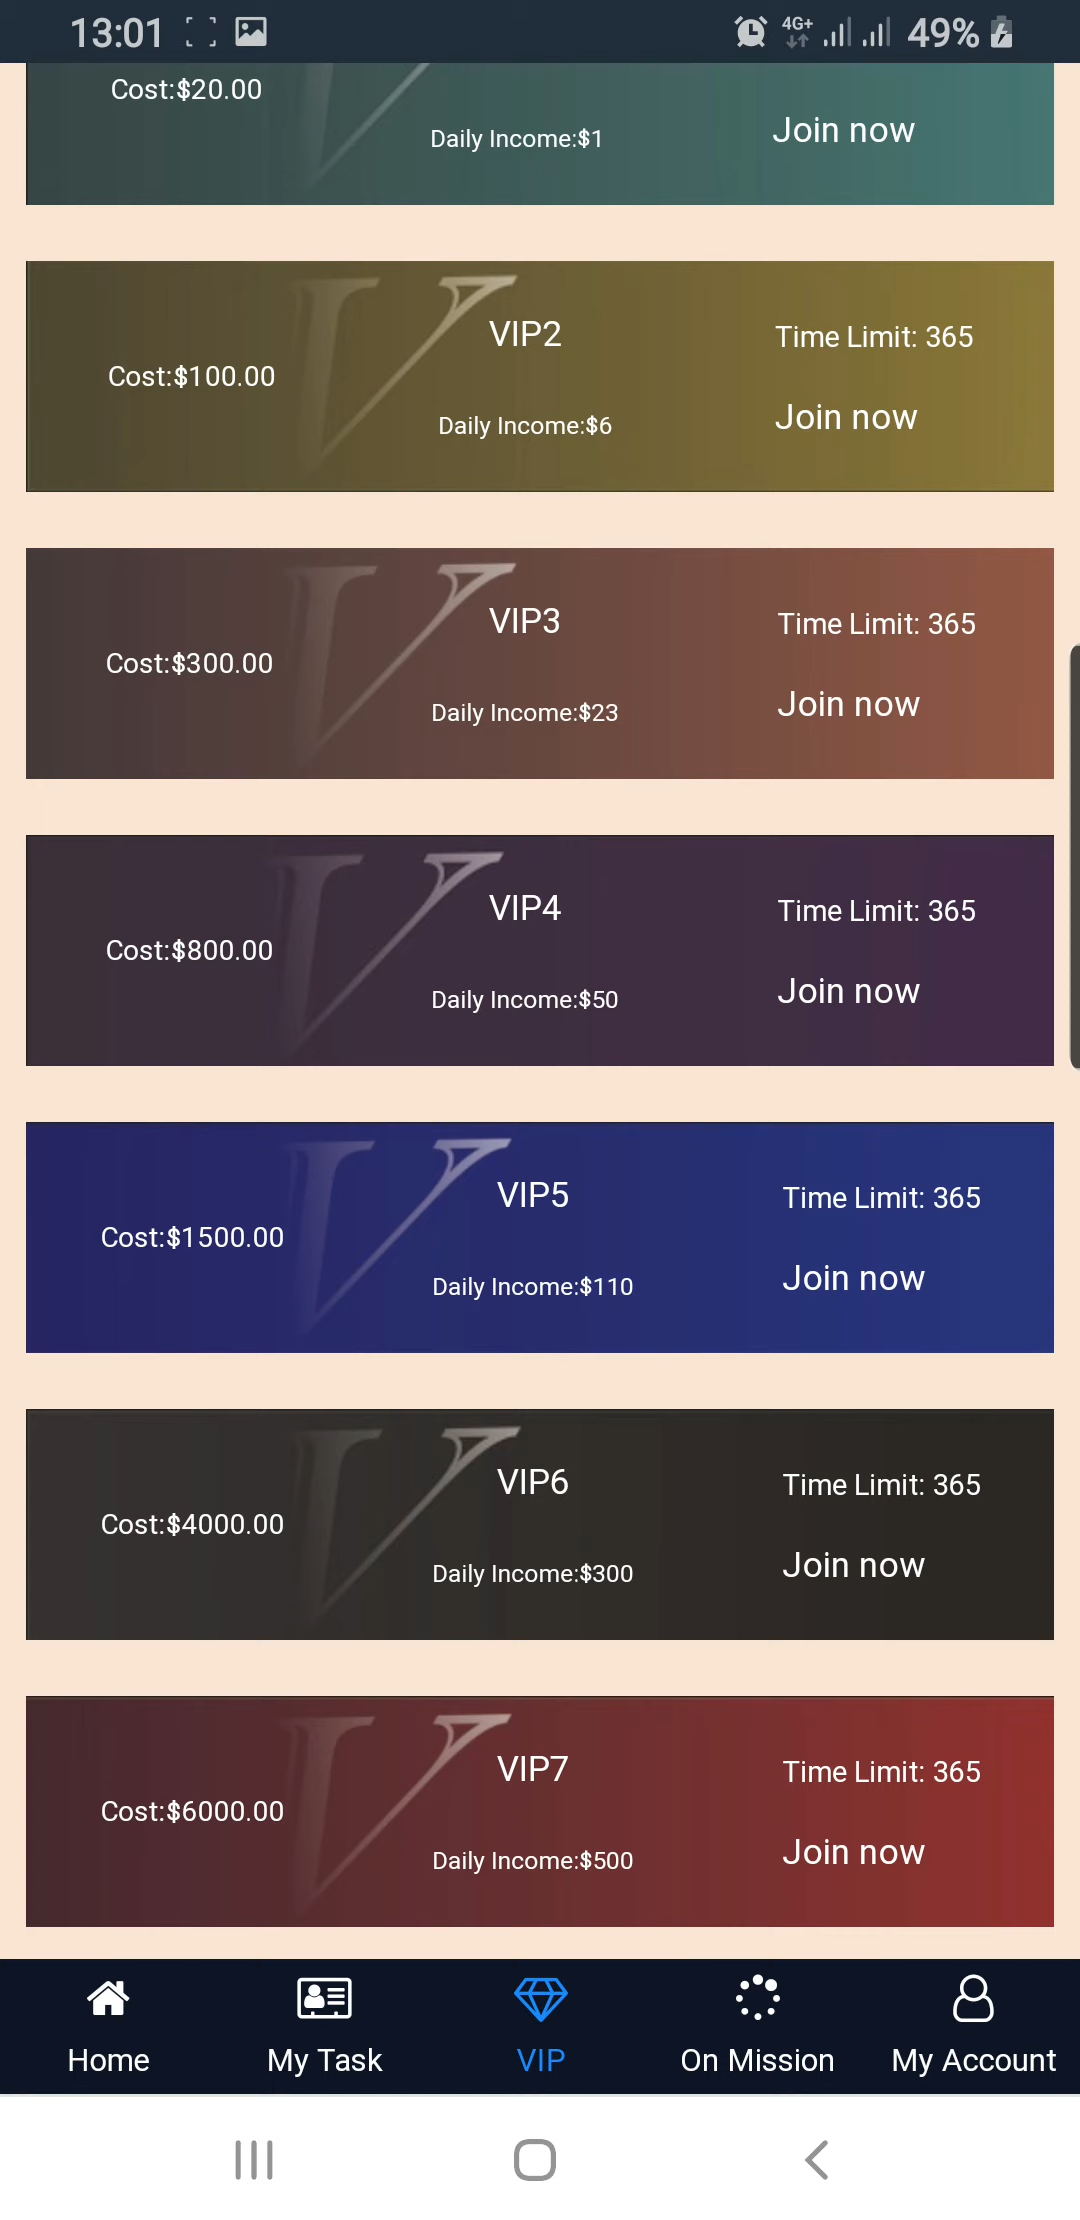 13:01 4G+ 49%
Cost:$20.00
Daily Income:$1
Join now
VIP2
Time Limit: 365
Cost:$100.00
Daily Income:$6
Join now
VIP3
Time Limit: 365
Cost:$300.00
Daily Income:$23
Join now
VIP4
Time Limit: 365
Cost:$800.00
Daily Income:$50
Join now
VIP5
Time Limit: 365
Cost:$1500.00
Daily Income:$110
Join now
VIP6
Time Limit: 365
Cost:$4000.00
Daily Income:$300
Join now
VIP7
Time Limit: 365
Cost:$6000.00
Daily Income:$500
Join now
Home My Task VIP On Mission My Account